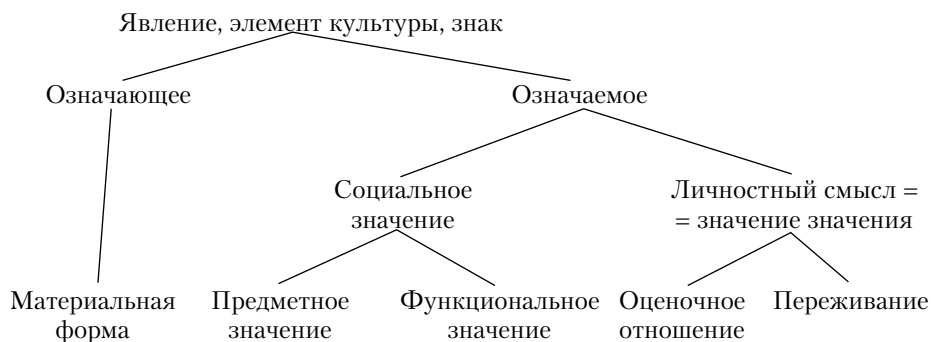 Явление, элемент культуры, знак
Означающее
Означаемое
Социальное
значение
Личностный смысл =
= значение значения
Материальная
форма
Предметное
значение
Функциональное
значение
Оценочное
отношение
Переживание